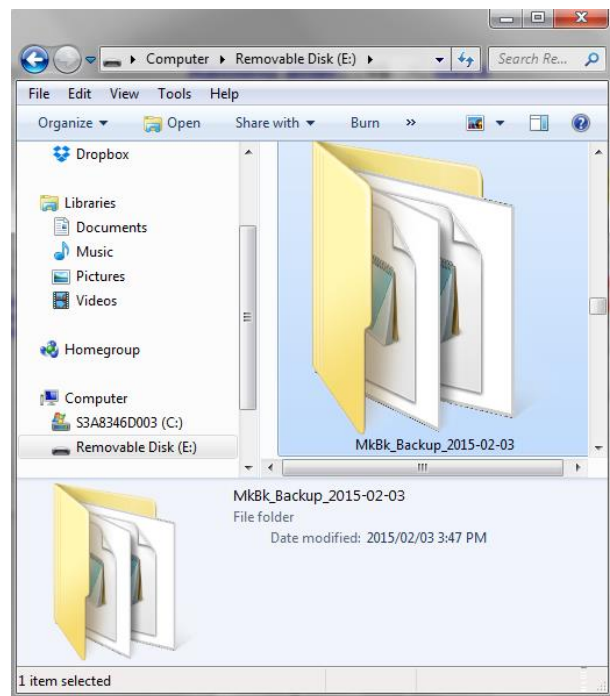 Computer ▸ Removable Disk (E:) ▸ Search Re...
File Edit View Tools Help
Organize Open Share with Burn »
Dropbox
Libraries
Documents
Music
Pictures
Videos
Homegroup
Computer
S3A8346D003 (C:)
Removable Disk (E:)
MkBk_Backup_2015-02-03
MkBk_Backup_2015-02-03
File folder
Date modified: 2015/02/03 3:47 PM
1 item selected